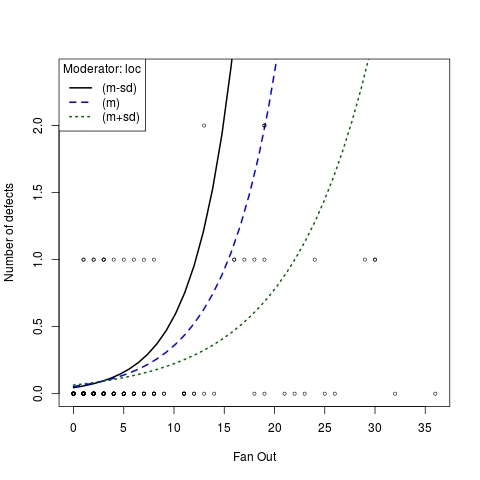 Moderator: loc
(m-sd)
(m)
(m+sd)
Number of defects
2.0
1.5
1.0
0.5
0.0
0 5 10 15 20 25 30 35
Fan Out